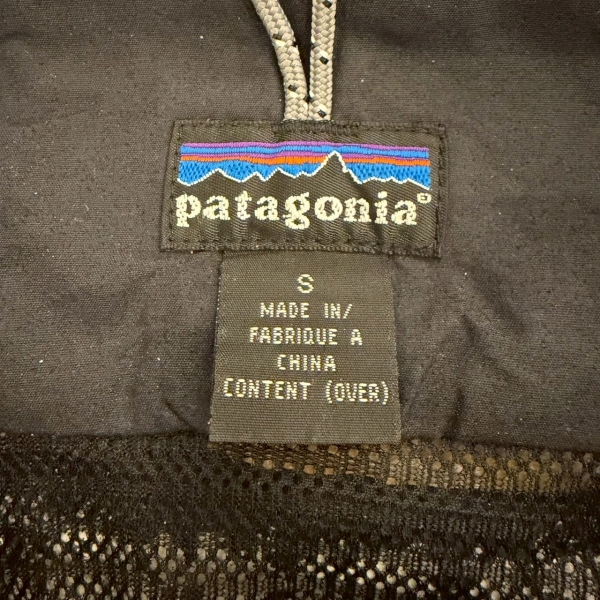 patagonia
S
MADE IN/
FABRIQUE A
CHINA
CONTENT (OVER)